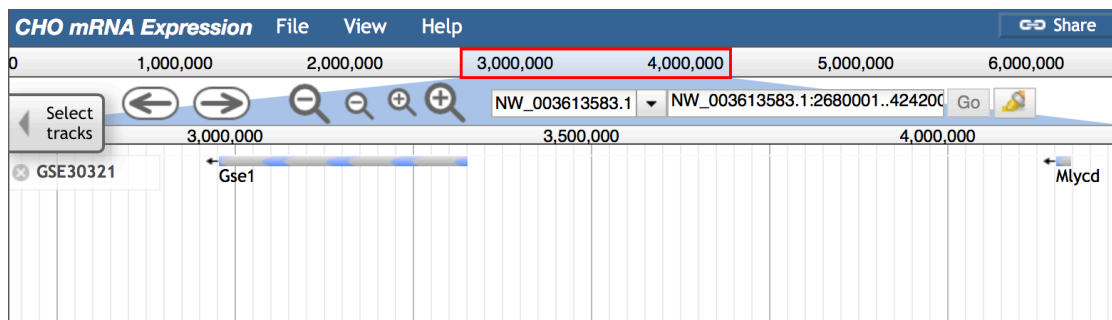 CHO mRNA Expression File View Help Share
0 1,000,000 2,000,000 3,000,000 4,000,000 5,000,000 6,000,000
NW_003613583.1 NW_003613583.1:2680001..424200 Go
Select
tracks
3,000,000 3,500,000 4,000,000
GSE30321
Gse1 Mlycd